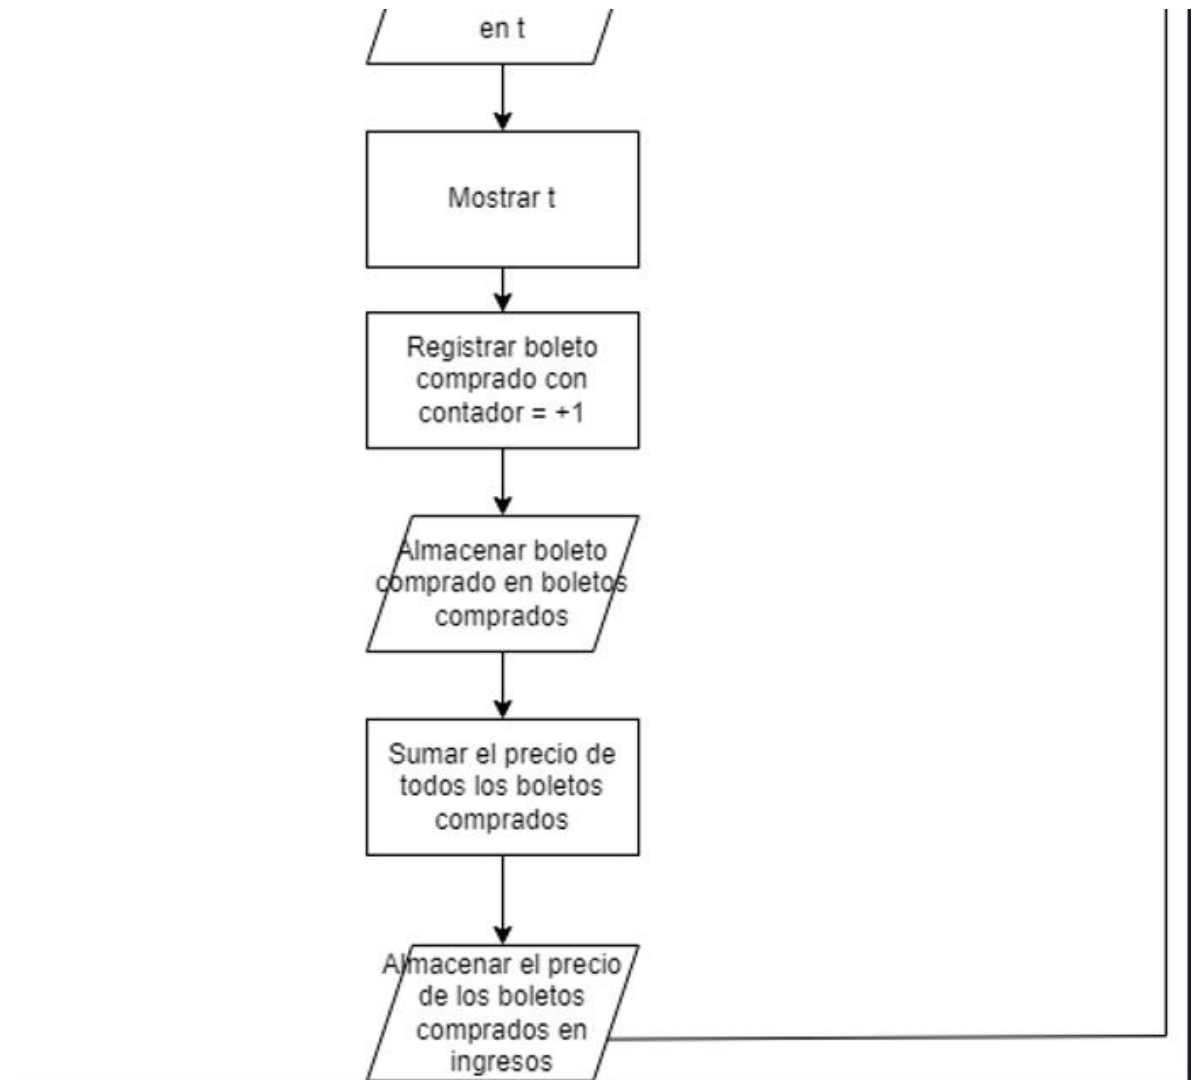 en t
Mostrar t
Registrar boleto
comprado con
contador = +1
Almacenar boleto
comprado en boletos
comprados
Sumar el precio de
todos los boletos
comprados
Almacenar el precio
de los boletos
comprados en
ingresos